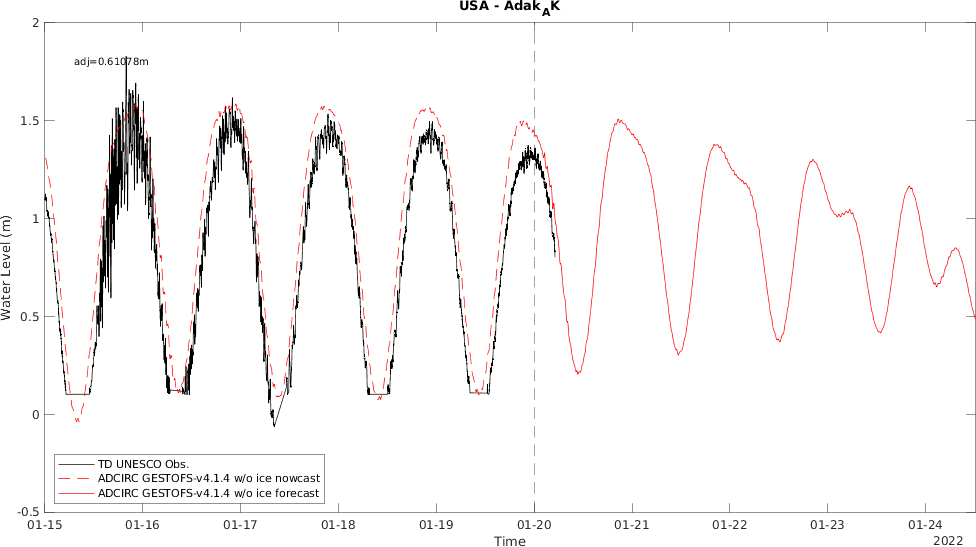 USA - Adak_AK
adj=0.61078m
Water Level (m)
2
1.5
1
0.5
0
-0.5
TD UNESCO Obs.
ADCIRC GESTOFS-v4.1.4 w/o ice nowcast
ADCIRC GESTOFS-v4.1.4 w/o ice forecast
01-15 01-16 01-17 01-18 01-19 01-20 01-21 01-22 01-23 01-24
Time
2022